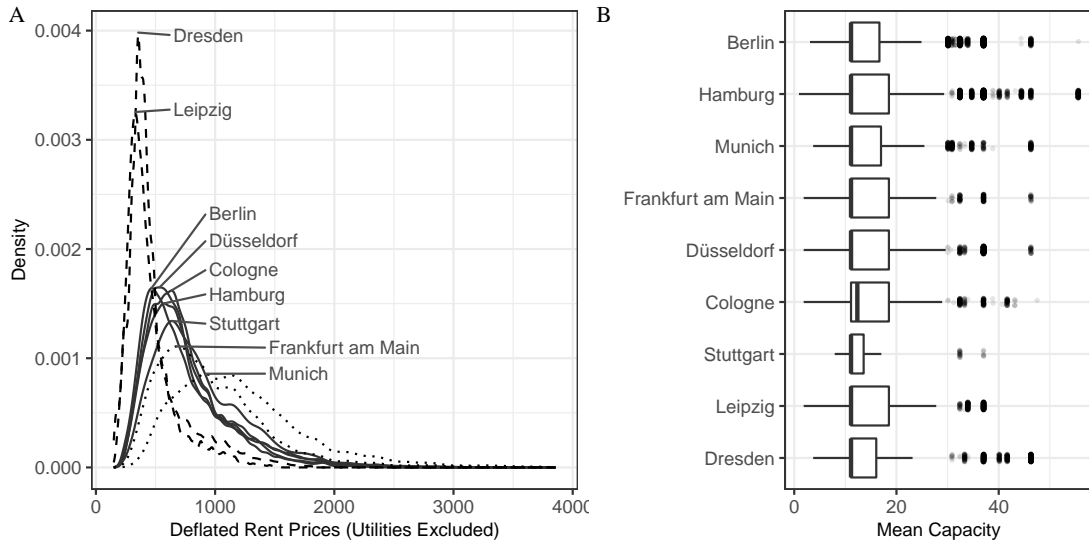 A
Density
0.004
0.003
0.002
0.001
0.000
Dresden
Leipzig
Berlin
Düsseldorf
Cologne
Hamburg
Stuttgart
Frankfurt am Main
Munich
0 1000 2000 3000 4000
Deflated Rent Prices (Utilities Excluded)
B
Berlin
Hamburg
Munich
Frankfurt am Main
Düsseldorf
Cologne
Stuttgart
Leipzig
Dresden
0 20 40
Mean Capacity